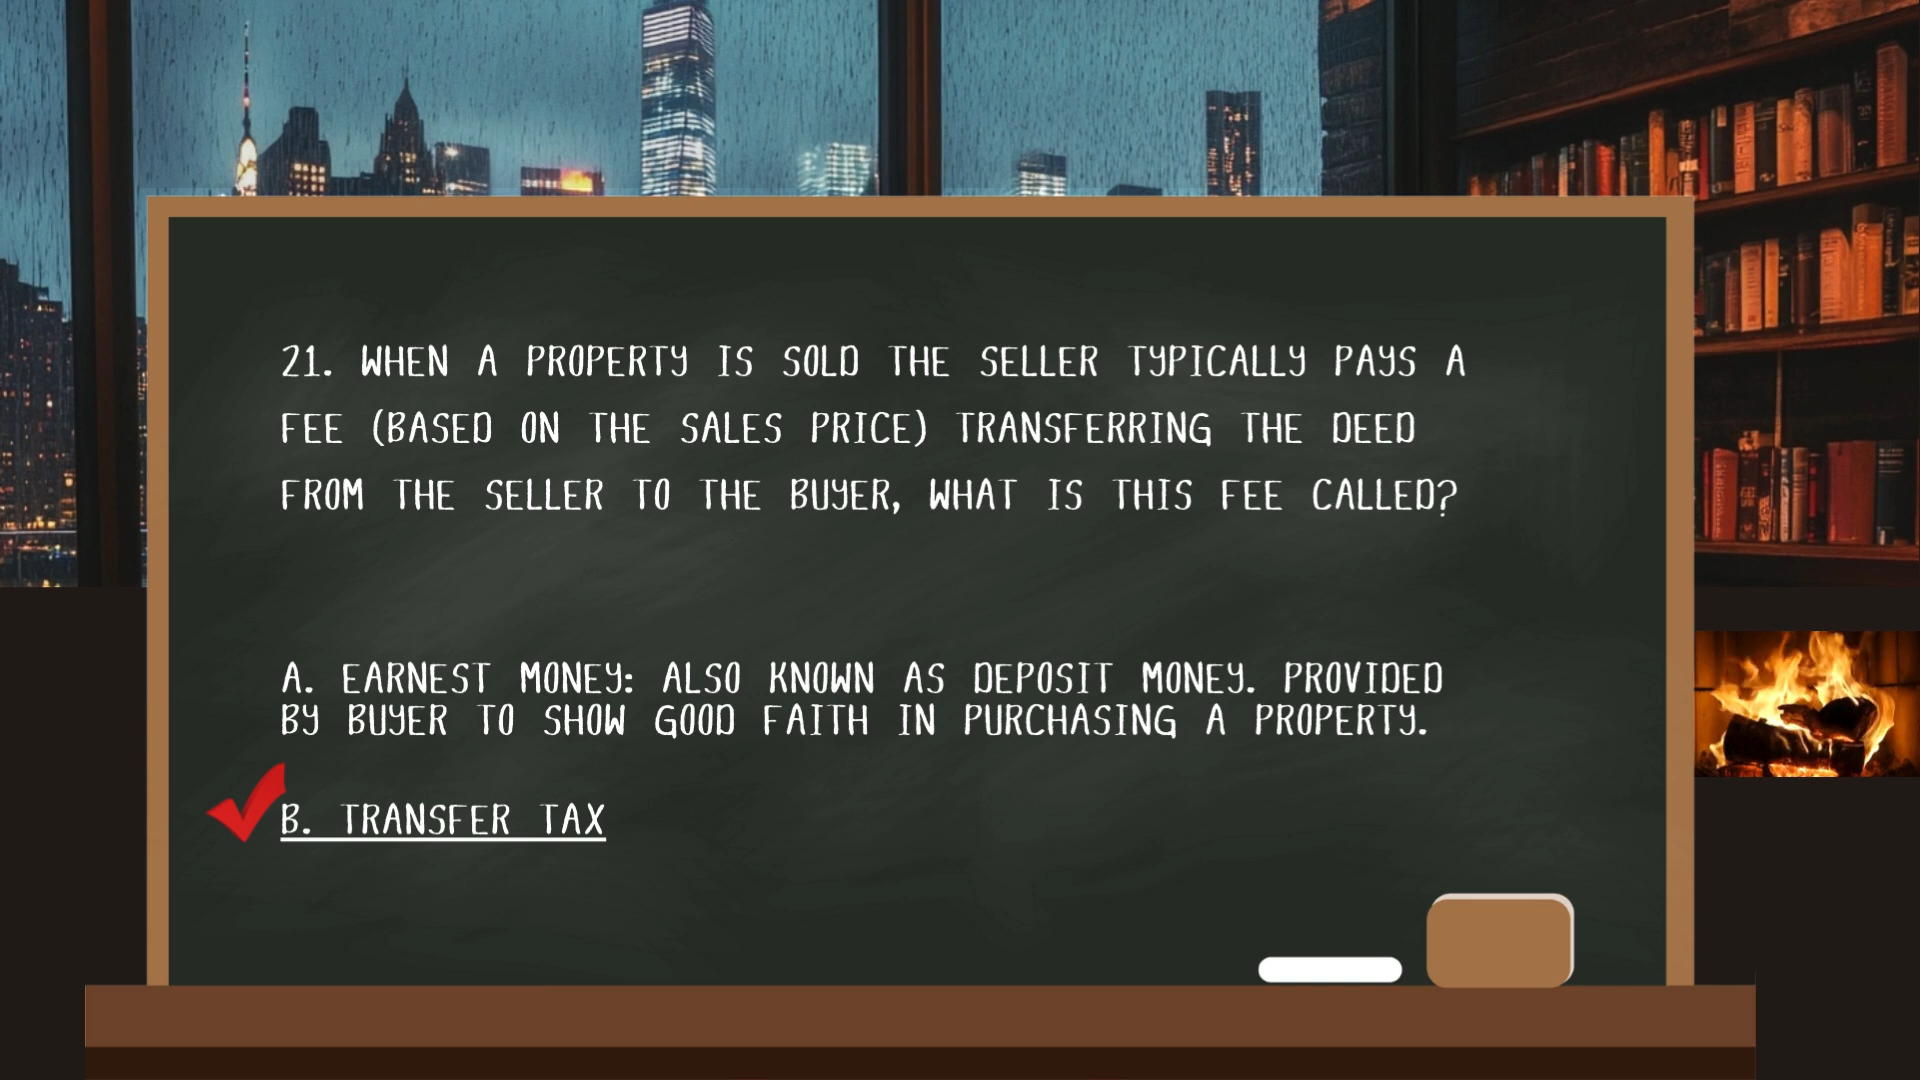 21. WHEN A PROPERTY IS SOLD THE SELLER TYPICALLY PAYS A
FEE (BASED ON THE SALES PRICE) TRANSFERRING THE DEED
FROM THE SELLER TO THE BUYER, WHAT IS THIS FEE CALLED?
A. EARNEST MONEY: ALSO KNOWN AS DEPOSIT MONEY. PROVIDED
BY BUYER TO SHOW GOOD FAITH IN PURCHASING A PROPERTY.
B. TRANSFER TAX